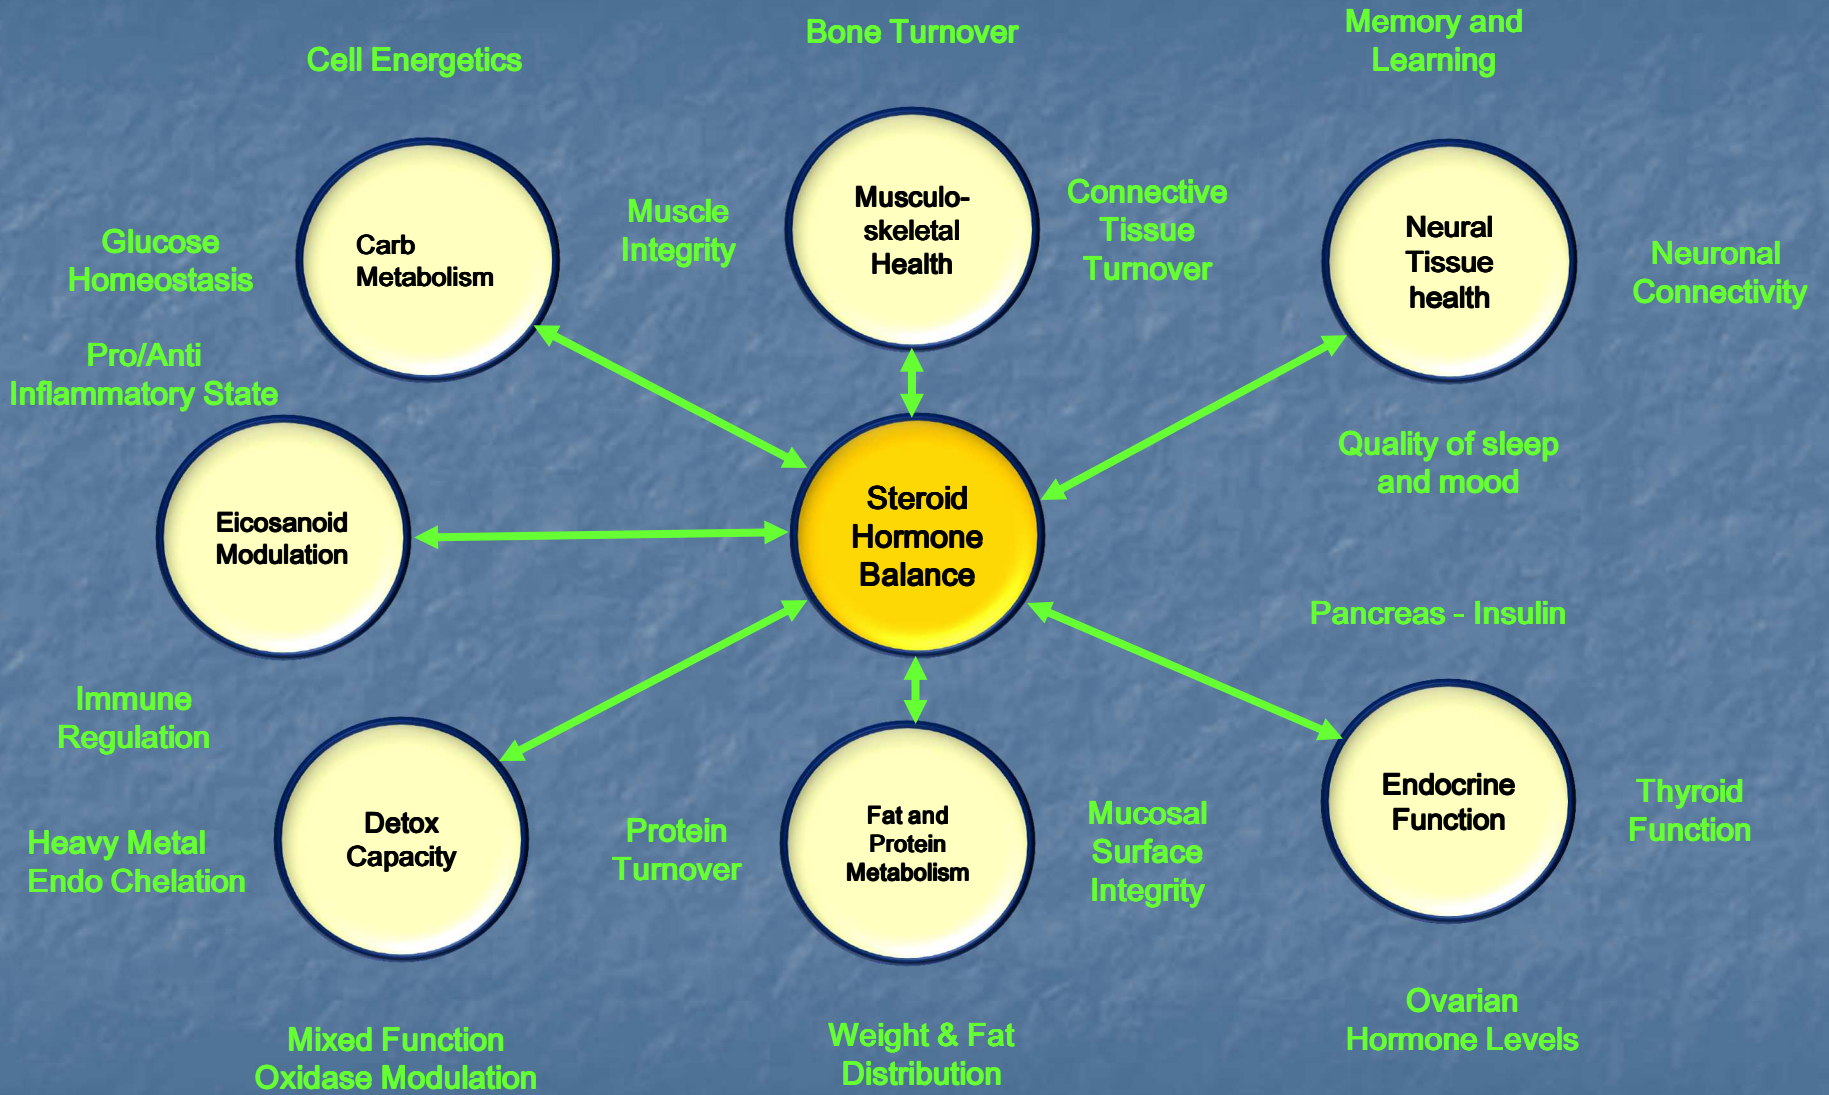 Cell Energetics
Bone Turnover
Memory and
Learning
Glucose
Homeostasis
Carb
Metabolism
Muscle
Integrity
Musculo-
skeletal
Health
Connective
Tissue
Turnover
Neural
Tissue
health
Neuronal
Connectivity
Pro/Anti
Inflammatory State
Eicosanoid
Modulation
Steroid
Hormone
Balance
Quality of sleep
and mood
Pancreas - Insulin
Immune
Regulation
Heavy Metal
Endo Chelation
Detox
Capacity
Protein
Turnover
Fat and
Protein
Metabolism
Mucosal
Surface
Integrity
Endocrine
Function
Thyroid
Function
Mixed Function
Oxidase Modulation
Weight & Fat
Distribution
Ovarian
Hormone Levels